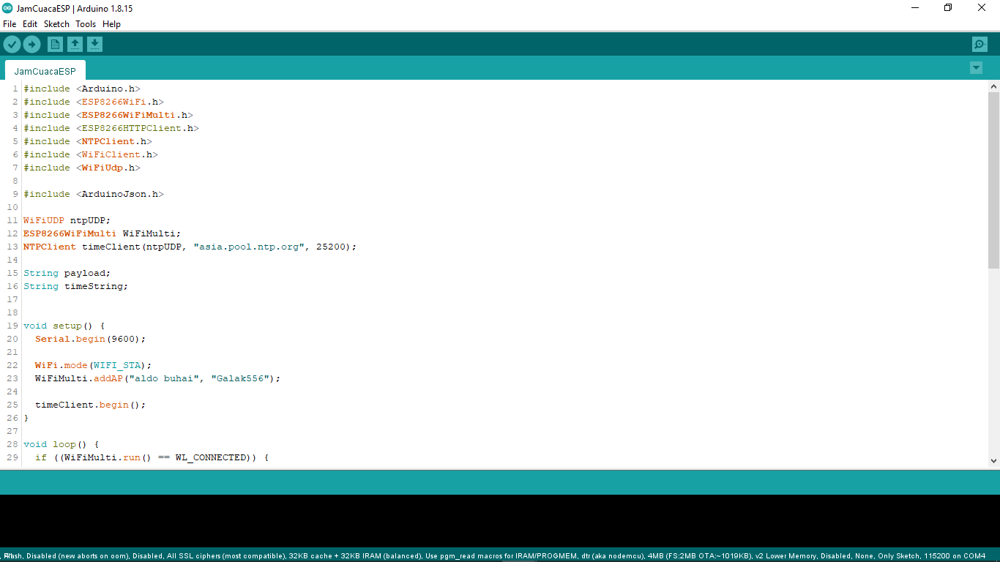 JamCuacaESP | Arduino 1.8.15
File Edit Sketch Tools Help
JamCuacaESP
1 #include <Arduino.h>
2 #include <ESP8266WiFi.h>
3 #include <ESP8266WiFiMulti.h>
4 #include <ESP8266HTTPClient.h>
5 #include <NTPClient.h>
6 #include <WiFiClient.h>
7 #include <WiFiUdp.h>
8
9 #include <ArduinoJson.h>
10
11 WiFiUDP ntpUDP;
12 ESP8266WiFiMulti WiFiMulti;
13 NTPClient timeClient(ntpUDP, "asia.pool.ntp.org", 25200);
14
15 String payload;
16 String timeString;
17
18
19 void setup() {
20   Serial.begin(9600);
21
22   WiFi.mode(WIFI_STA);
23   WiFiMulti.addAP("aldo buhai", "Galak556");
24
25   timeClient.begin();
26 }
27
28 void loop() {
29   if ((WiFiMulti.run() == WL_CONNECTED)) {
Disabled (new aborts on oom), Disabled, All SSL ciphers (most compatible), 32KB cache + 32KB IRAM (balanced), Use pgm_read macros for IRAM/PROGMEM, dtr (aka nodemcu), 4MB (FS:2MB OTA:~1019KB), v2 Lower Memory, Disabled, None, Only Sketch, 115200 on COM4